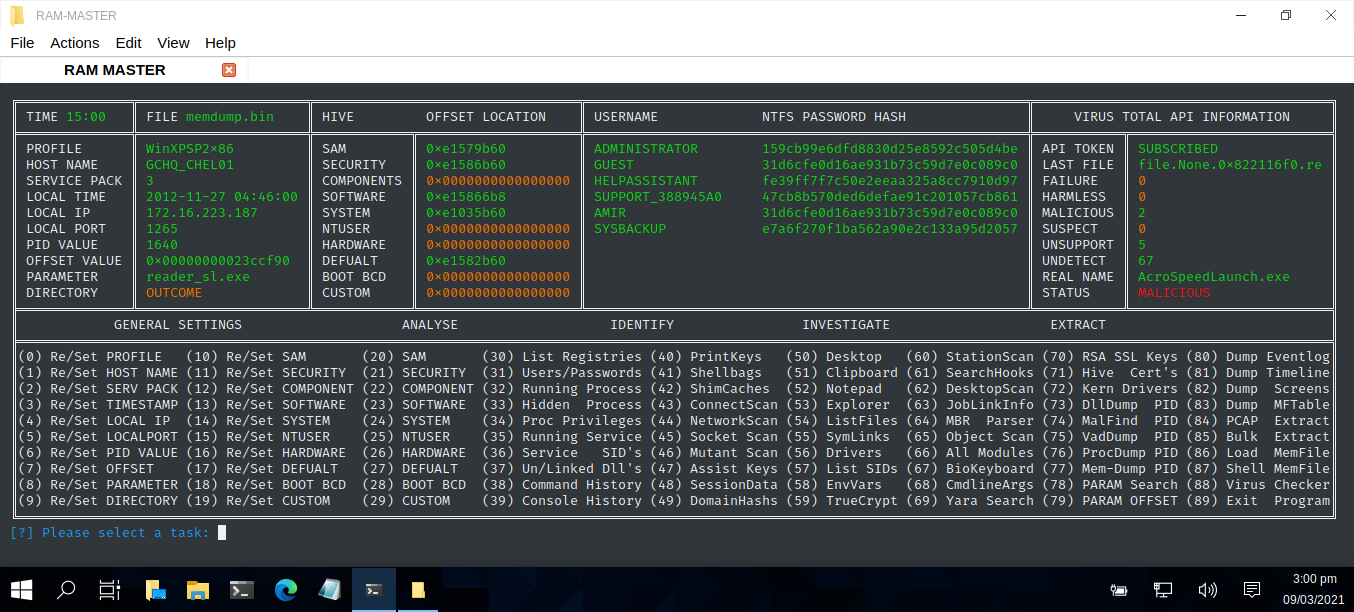 RAM-MASTER
File Actions Edit View Help
RAM MASTER
TIME 15:00 FILE memdump.bin HIVE OFFSET LOCATION USERNAME NTFS PASSWORD HASH VIRUS TOTAL API INFORMATION
PROFILE WinXPSP2×86 SAM 0×e1579b60 ADMINISTRATOR 159cb99e6dfd8830d25e8592c505d4be API TOKEN SUBSCRIBED
HOST NAME GCHQ_CHEL01 SECURITY 0×e1586b60 GUEST 31d6cfe0d16ae931b73c59d7e0c089c0 LAST FILE file.None.0×822116f0.re
SERVICE PACK 3 COMPONENTS 0×0000000000000000 HELPASSISTANT fe39ff7f7c50e2eeaa325a8cc7910d97 FAILURE 0
LOCAL TIME 2012-11-27 04:46:00 SOFTWARE 0×e15866b8 SUPPORT_388945A0 47cb8b570ded6defae91c201057cb861 HARMLESS 0
LOCAL IP 172.16.223.187 SYSTEM 0×e1035b60 AMIR 31d6cfe0d16ae931b73c59d7e0c089c0 MALICIOUS 2
LOCAL PORT 1265 NTUSER 0×0000000000000000 SYSBACKUP e7a6f270f1ba562a90e2c133a95d2057 SUSPECT 0
PID VALUE 1640 HARDWARE 0×0000000000000000 UNSUPPORT 5
OFFSET VALUE 0×00000000023ccf90 DEFUALT 0×e1582b60 UNDETECT 67
PARAMETER reader_sl.exe BOOT BCD 0×0000000000000000 REAL NAME AcroSpeedLaunch.exe
DIRECTORY OUTCOME CUSTOM 0×0000000000000000 STATUS MALICIOUS
GENERAL SETTINGS ANALYSE IDENTIFY INVESTIGATE EXTRACT
(0) Re/Set PROFILE (10) Re/Set SAM (20) SAM (30) List Registries (40) PrintKeys (50) Desktop (60) StationScan (70) RSA SSL Keys (80) Dump Eventlog
(1) Re/Set HOST NAME (11) Re/Set SECURITY (21) SECURITY (31) Users/Passwords (41) Shellbags (51) Clipboard (61) SearchHooks (71) Hive Cert's (81) Dump Timeline
(2) Re/Set SERV PACK (12) Re/Set COMPONENT (22) COMPONENT (32) Running Process (42) ShimCaches (52) Notepad (62) DesktopScan (72) Kern Drivers (82) Dump Screens
(3) Re/Set TIMESTAMP (13) Re/Set SOFTWARE (23) SOFTWARE (33) Hidden Process (43) ConnectScan (53) Explorer (63) JobLinkInfo (73) DllDump PID (83) Dump MFTable
(4) Re/Set LOCAL IP (14) Re/Set SYSTEM (24) SYSTEM (34) Proc Privileges (44) NetworkScan (54) ListFiles (64) MBR Parser (74) MalFind PID (84) PCAP Extract
(5) Re/Set LOCALPORT (15) Re/Set NTUSER (25) NTUSER (35) Running Service (45) Socket Scan (55) SymLinks (65) Object Scan (75) VadDump PID (85) Bulk Extract
(6) Re/Set PID VALUE (16) Re/Set HARDWARE (26) HARDWARE (36) Service SID's (46) Mutant Scan (56) Drivers (66) All Modules (76) ProcDump PID (86) Load MemFile
(7) Re/Set OFFSET (17) Re/Set DEFUALT (27) DEFUALT (37) Un/Linked Dll's (47) Assist Keys (57) List SIDs (67) BioKeyboard (77) Mem-Dump PID (87) Shell MemFile
(8) Re/Set PARAMETER (18) Re/Set BOOT BCD (28) BOOT BCD (38) Command History (48) SessionData (58) EnvVars (68) CmdlineArgs (78) PARAM Search (88) Virus Checker
(9) Re/Set DIRECTORY (19) Re/Set CUSTOM (29) CUSTOM (39) Console History (49) DomainHashs (59) TrueCrypt (69) Yara Search (79) PARAM OFFSET (89) Exit Program
[?] Please select a task:
3:00 pm
09/03/2021